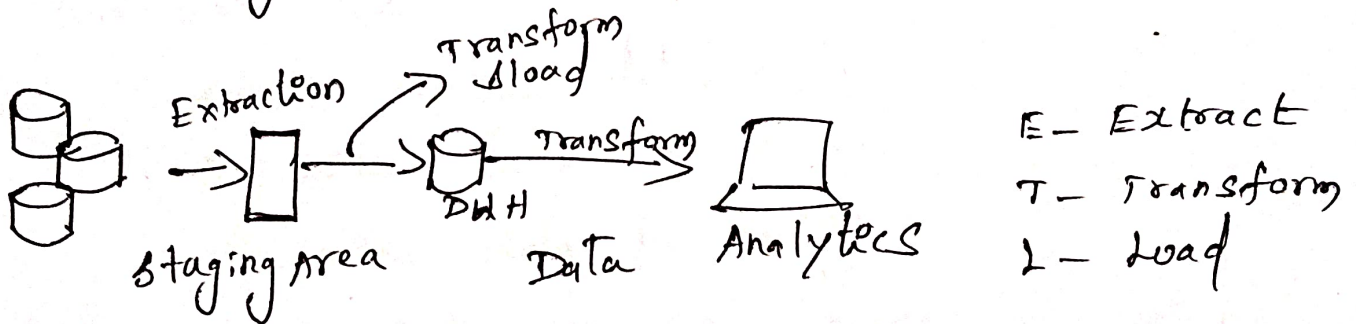 Transform
& load
Extraction
Transform
DWH
Staging Area
Data
Analytics
E - Extract
T - Transform
L - Load